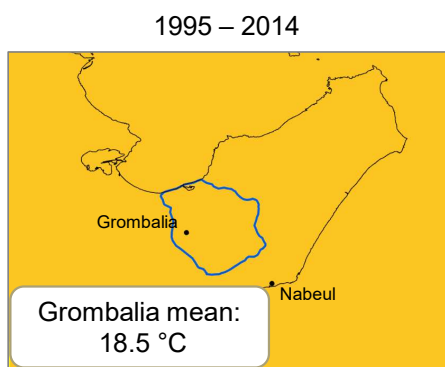 1995 – 2014
Grombalia
Nabeul
Grombalia mean:
18.5 °C